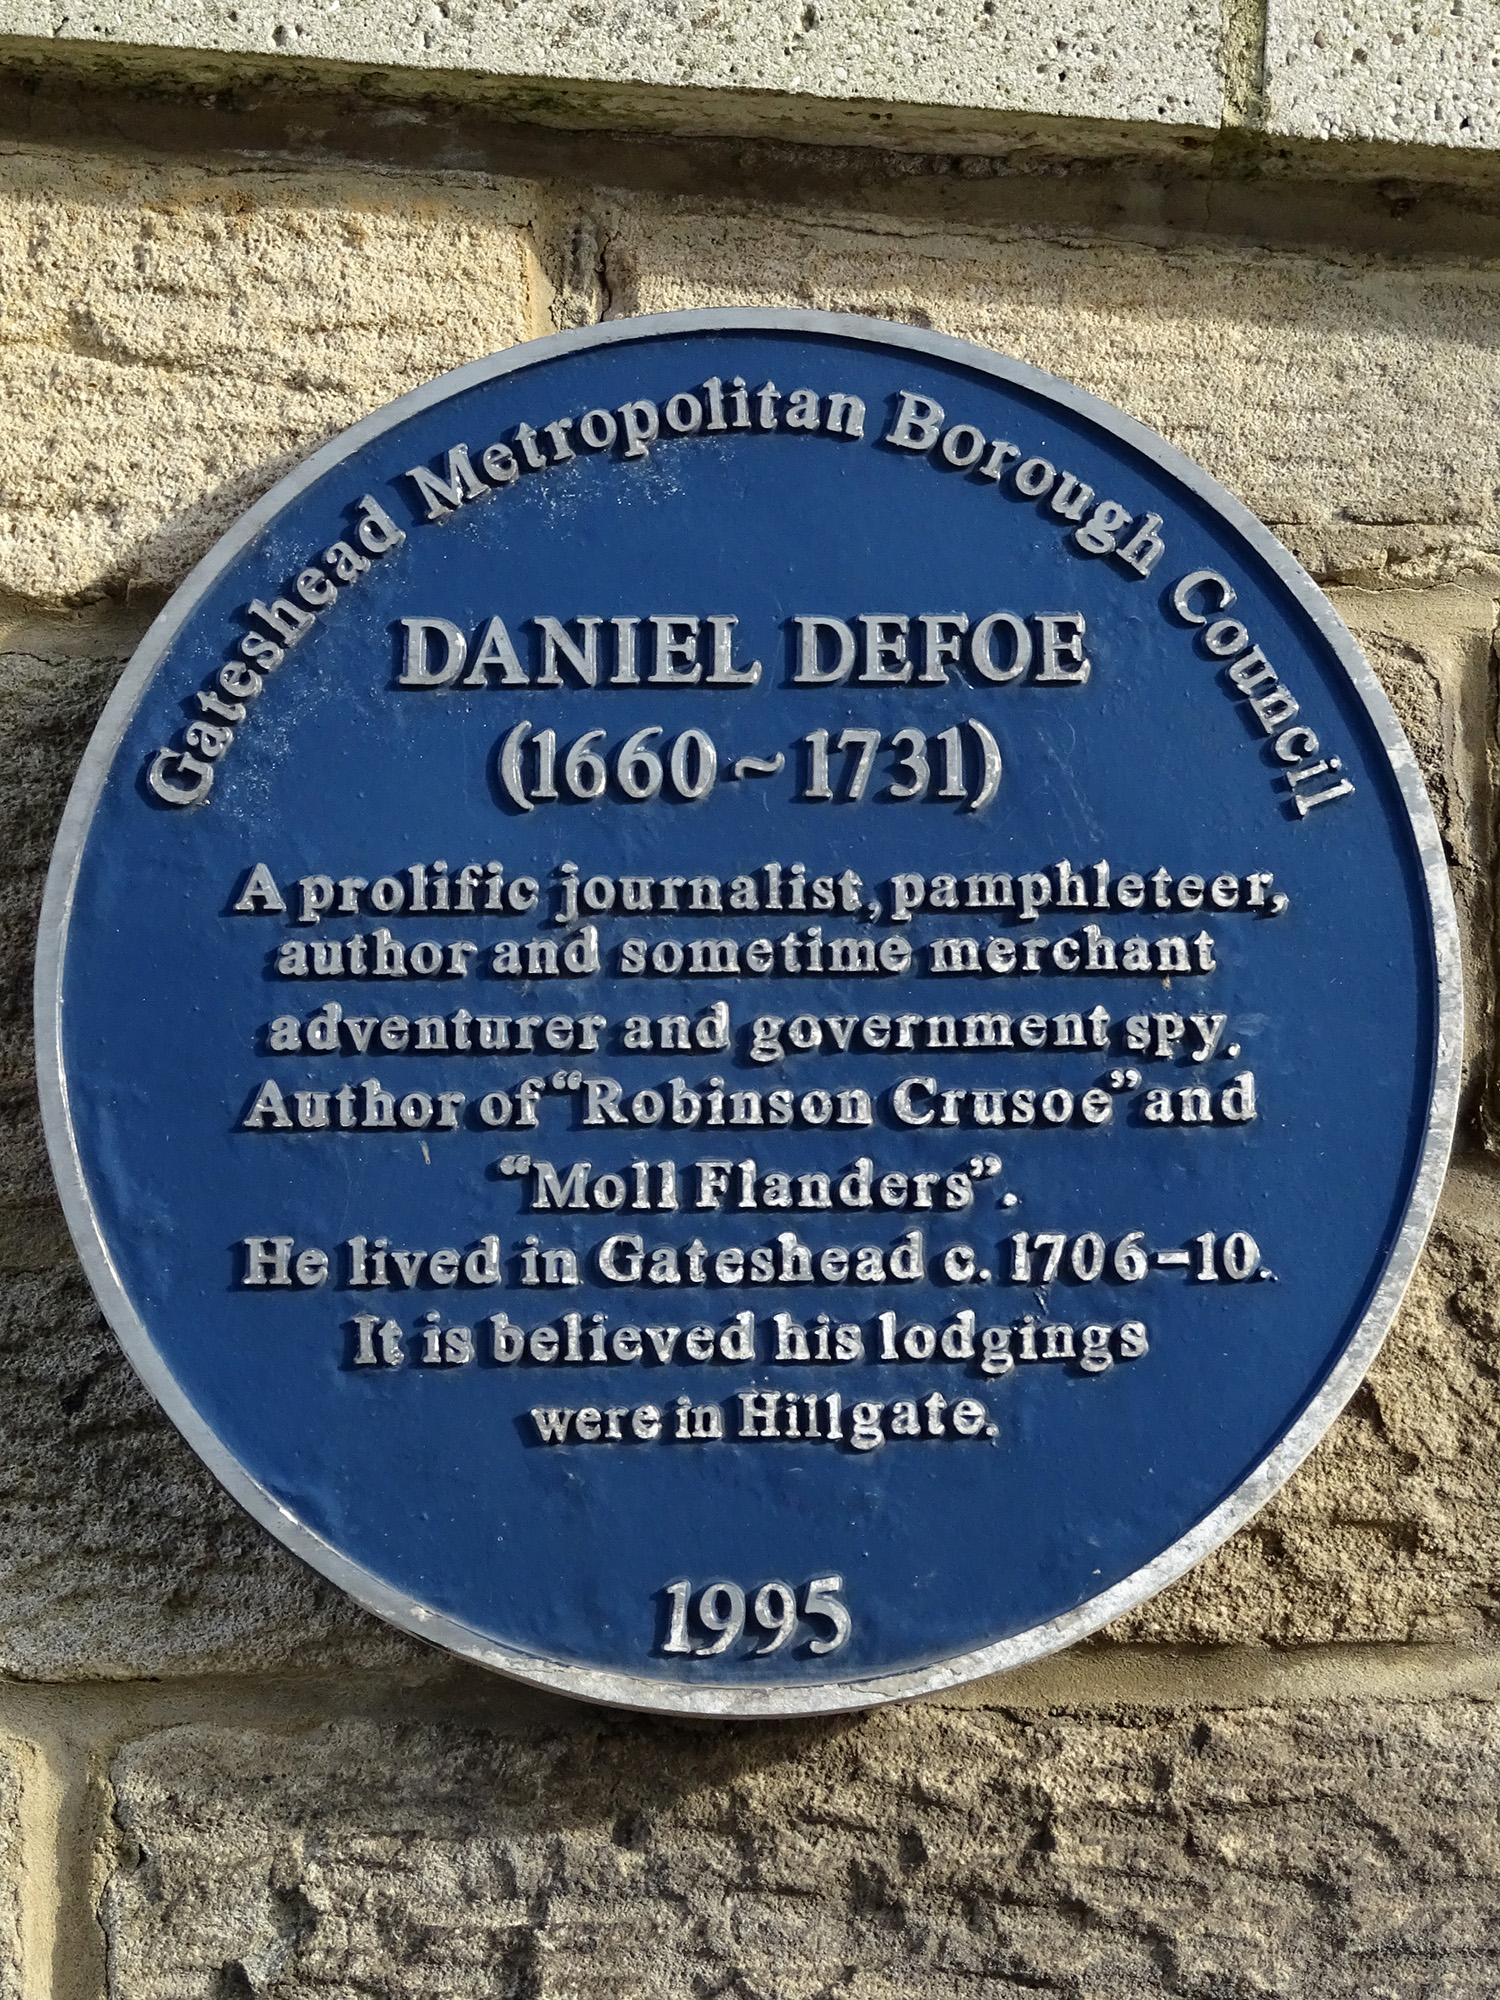 Gateshead Metropolitan Borough Council
DANIEL DEFOE
(1660~1731)
A prolific journalist, pamphleteer,
author and sometime merchant
adventurer and government spy.
Author of “Robinson Crusoe” and
“Moll Flanders”.
He lived in Gateshead c. 1706-10.
It is believed his lodgings
were in Hillgate.
1995